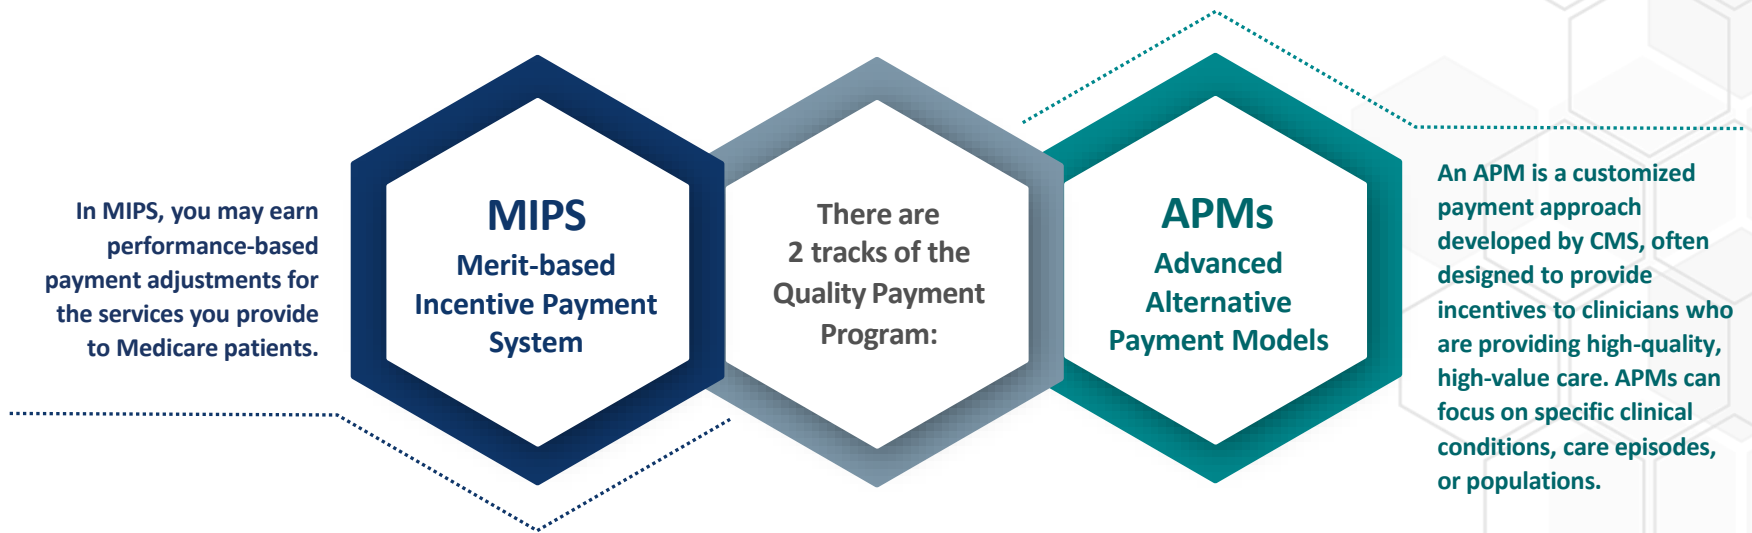 In MIPS, you may earn
performance-based
payment adjustments for
the services you provide
to Medicare patients.
MIPS
Merit-based
Incentive Payment
System
There are
2 tracks of the
Quality Payment
Program:
APMs
Advanced
Alternative
Payment Models
An APM is a customized
payment approach
developed by CMS, often
designed to provide
incentives to clinicians who
are providing high-quality,
high-value care. APMs can
focus on specific clinical
conditions, care episodes,
or populations.